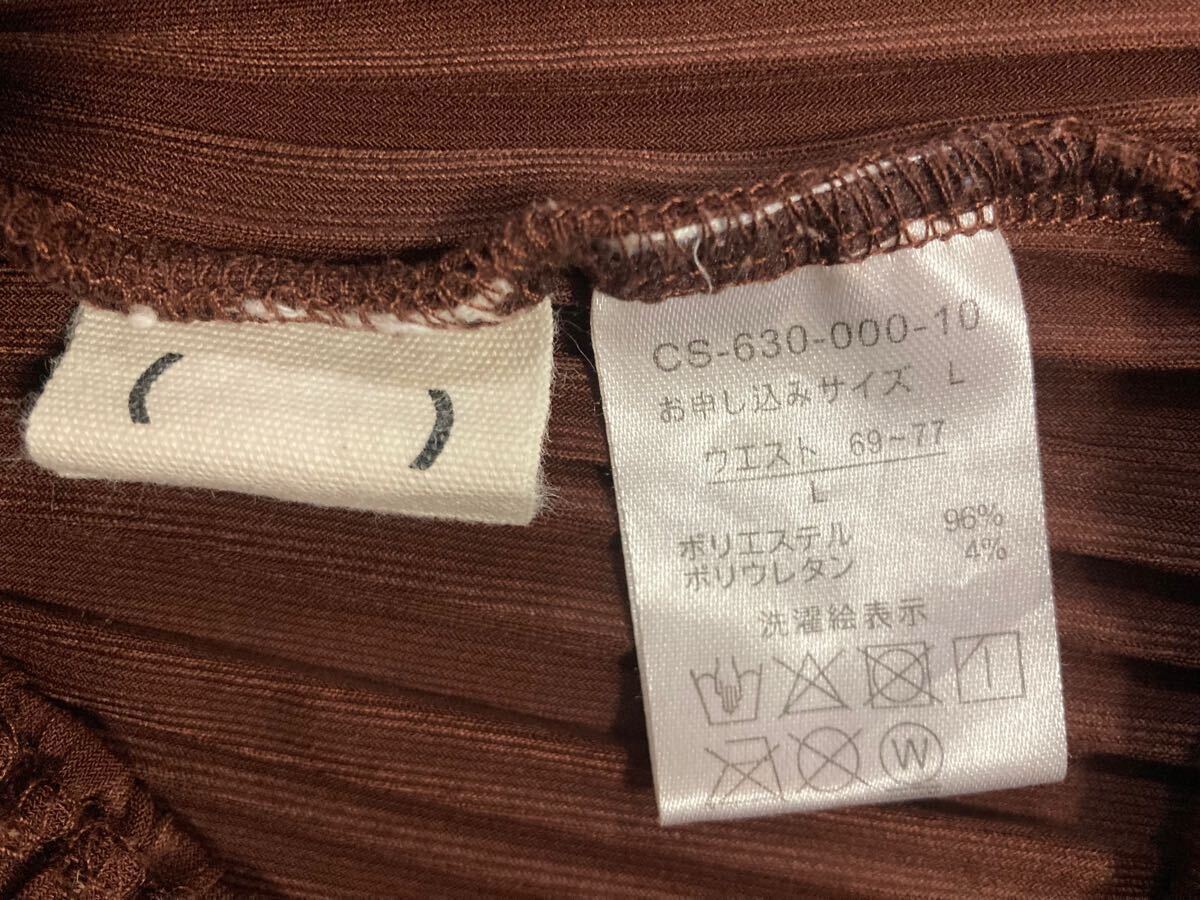 ( )
CS-630-000-10
お申し込みサイズ L
ウエスト 69~77
L
ポリエステル 96%
ポリウレタン 4%
洗濯絵表示
W